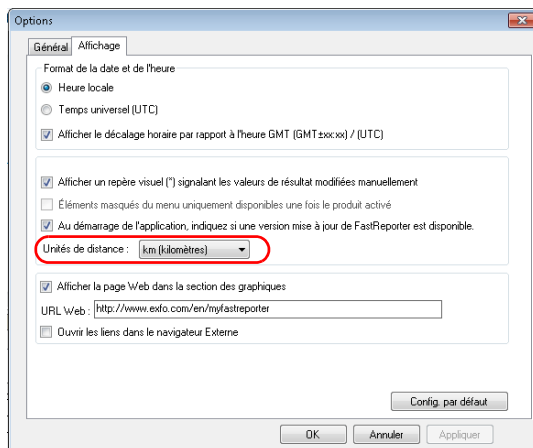 Options
Général Affichage
Format de la date et de l'heure
Heure locale
Temps universel (UTC)
Afficher le décalage horaire par rapport à l'heure GMT (GMT±xx:xx) / (UTC)
Afficher un repère visuel (*) signalant les valeurs de résultat modifiées manuellement
Éléments masqués du menu uniquement disponibles une fois le produit activé
Au démarrage de l'application, indiquez si une version mise à jour de FastReporter est disponible.
Unités de distance : km (kilomètres)
Afficher la page Web dans la section des graphiques
URL Web : http://www.exfo.com/en/myfastreporter
Ouvrir les liens dans le navigateur Externe
Config. par défaut
OK Annuler Appliquer